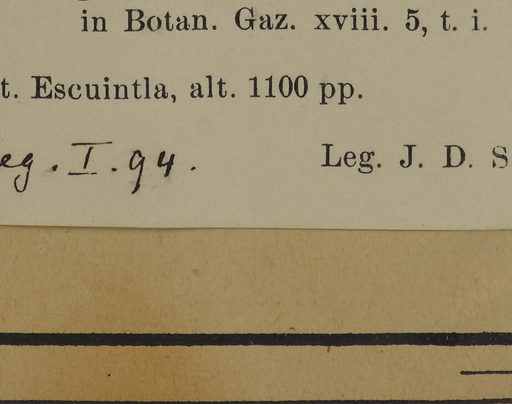 in Botan. Gaz. xviii. 5, t. i.
t. Escuintla, alt. 1100 pp.
eg. I. 94. Leg. J. D. S